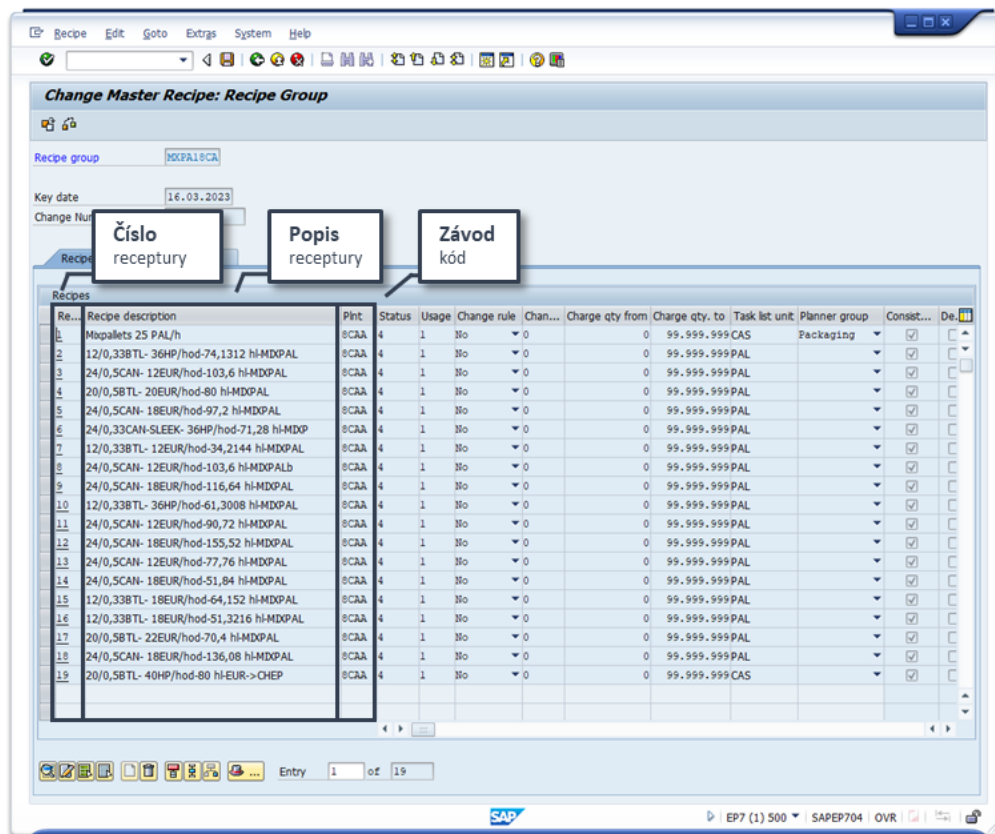 Recipe Edit Goto Extras System Help
Change Master Recipe: Recipe Group
Recipe group MXPA18CA
Key date 16.03.2023
Change Nu
Číslo
receptury
Popis
receptury
Závod
kód
Recipe
Recipes
Re... Recipe description Plnt Status Usage Change rule Chan... Charge qty from Charge qty. to Task list unit Planner group Consist... De.
1 Mixpallets 25 PAL/h 8CAA 4 1 No 0 0 99.999.999 CAS Packaging
2 12/0,33BTL- 36HP/hod-74,1312 hl-MIXPAL 8CAA 4 1 No 0 0 99.999.999 PAL
3 24/0,5CAN- 12EUR/hod-103,6 hl-MIXPAL 8CAA 4 1 No 0 0 99.999.999 PAL
4 20/0,5BTL- 20EUR/hod-80 hl-MIXPAL 8CAA 4 1 No 0 0 99.999.999 PAL
5 24/0,5CAN- 18EUR/hod-97,2 hl-MIXPAL 8CAA 4 1 No 0 0 99.999.999 PAL
6 24/0,33CAN-SLEEK- 36HP/hod-71,28 hl-MIXP 8CAA 4 1 No 0 0 99.999.999 PAL
7 12/0,33BTL- 12EUR/hod-34,2144 hl-MIXPAL 8CAA 4 1 No 0 0 99.999.999 PAL
8 24/0,5CAN- 12EUR/hod-103,6 hl-MIXPALb 8CAA 4 1 No 0 0 99.999.999 PAL
9 24/0,5CAN- 18EUR/hod-116,64 hl-MIXPAL 8CAA 4 1 No 0 0 99.999.999 PAL
10 12/0,33BTL- 36HP/hod-61,3008 hl-MIXPAL 8CAA 4 1 No 0 0 99.999.999 PAL
11 24/0,5CAN- 12EUR/hod-90,72 hl-MIXPAL 8CAA 4 1 No 0 0 99.999.999 PAL
12 24/0,5CAN- 18EUR/hod-155,52 hl-MIXPAL 8CAA 4 1 No 0 0 99.999.999 PAL
13 24/0,5CAN- 12EUR/hod-77,76 hl-MIXPAL 8CAA 4 1 No 0 0 99.999.999 PAL
14 24/0,5CAN- 18EUR/hod-51,84 hl-MIXPAL 8CAA 4 1 No 0 0 99.999.999 PAL
15 12/0,33BTL- 18EUR/hod-64,152 hl-MIXPAL 8CAA 4 1 No 0 0 99.999.999 PAL
16 12/0,33BTL- 18EUR/hod-51,3216 hl-MIXPAL 8CAA 4 1 No 0 0 99.999.999 PAL
17 20/0,5BTL- 22EUR/hod-70,4 hl-MIXPAL 8CAA 4 1 No 0 0 99.999.999 PAL
18 24/0,5CAN- 18EUR/hod-136,08 hl-MIXPAL 8CAA 4 1 No 0 0 99.999.999 PAL
19 20/0,5BTL- 40HP/hod-80 hl-EUR->CHEP 8CAA 4 1 No 0 0 99.999.999 CAS
... Entry 1 of 19
SAP EP7 (1) 500 SAPEP704 OVR